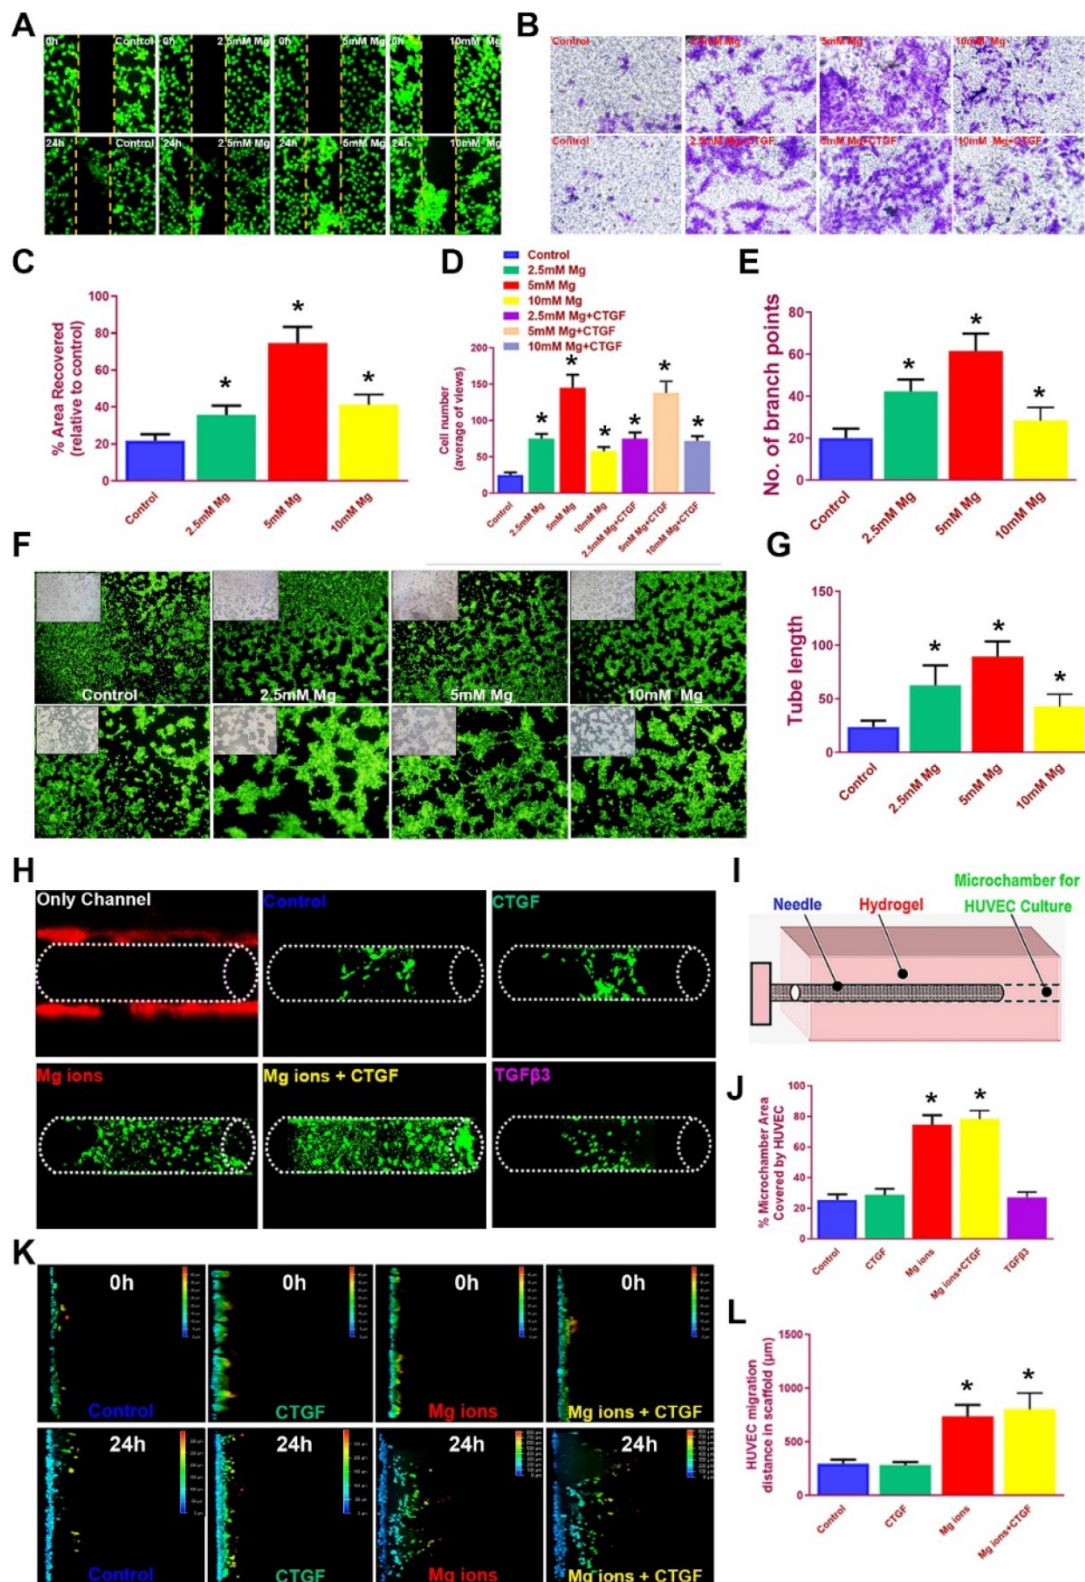 A
0h Control 0h 2.5mM Mg 0h 5mM Mg 0h 10mM Mg
24h Control 24h 2.5mM Mg 24h 5mM Mg 24h 10mM Mg
B
Control 2.5mM Mg 5mM Mg 10mM Mg
Control 2.5mM Mg+CTGF 5mM Mg+CTGF 10mM Mg+CTGF
C
% Area Recovered
(relative to control)
100
80
60
40
20
0
* * *
Control 2.5mM Mg 5mM Mg 10mM Mg
D
Control
2.5mM Mg
5mM Mg
10mM Mg
2.5mM Mg+CTGF
5mM Mg+CTGF
10mM Mg+CTGF
Cell number
(average of views)
200
150
100
50
0
* * * * * *
Control 2.5mM Mg 5mM Mg 10mM Mg 2.5mM Mg+CTGF 5mM Mg+CTGF 10mM Mg+CTGF
E
No. of branch points
80
60
40
20
0
* * *
Control 2.5mM Mg 5mM Mg 10mM Mg
F
Control 2.5mM Mg 5mM Mg 10mM Mg
G
Tube length
150
100
50
0
* * *
Control 2.5mM Mg 5mM Mg 10mM Mg
H
Only Channel Control CTGF
Mg ions Mg ions + CTGF TGFβ3
I
Microchamber for
Needle Hydrogel HUVEC Culture
J
% Microchamber Area
Covered by HUVEC
100
80
60
40
20
0
* *
Control CTGF Mg ions Mg ions+CTGF TGFβ3
K
0h 0h 0h 0h
Control CTGF Mg ions Mg ions + CTGF
24h 24h 24h 24h
Control CTGF Mg ions Mg ions + CTGF
L
HUVEC migration
distance in scaffold (μm)
1500
1000
500
0
* *
Control CTGF Mg ions Mg ions+CTGF